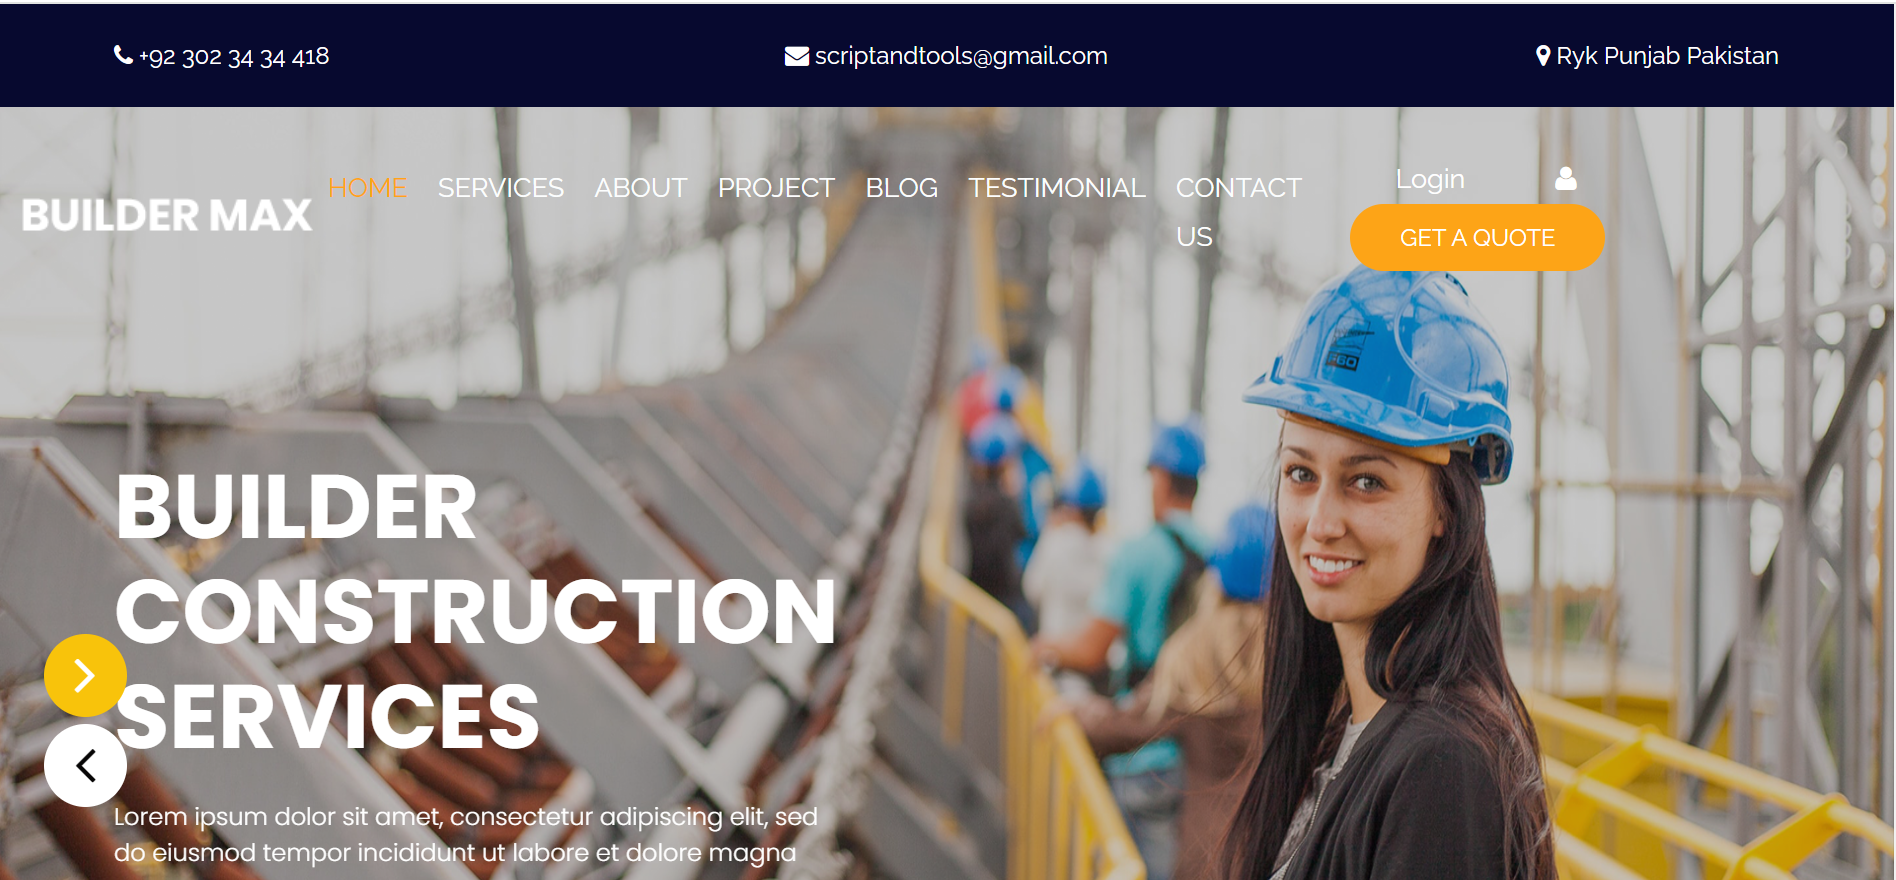 +92 302 34 34 418
scriptandtools@gmail.com
Ryk Punjab Pakistan
BUILDER MAX
HOME SERVICES ABOUT PROJECT BLOG TESTIMONIAL CONTACT US
Login
GET A QUOTE
BUILDER
CONSTRUCTION
SERVICES
Lorem ipsum dolor sit amet, consectetur adipiscing elit, sed
do eiusmod tempor incididunt ut labore et dolore magna